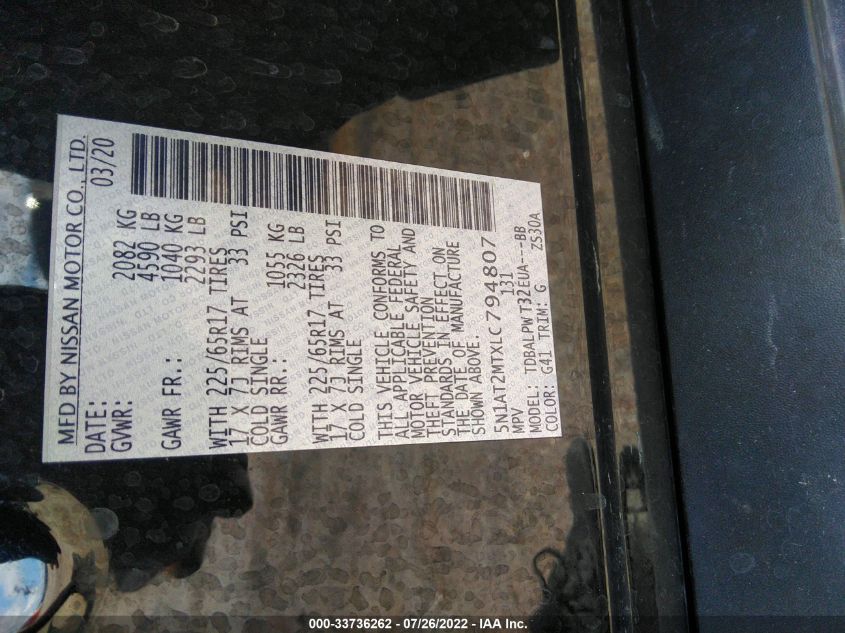 MFD BY NISSAN MOTOR CO., LTD.
DATE: 03/20
GVWR: 2082 KG
4590 LB
GAWR FR.: 1040 KG
2293 LB
WITH 225/65R17 TIRES
17 X 7J RIMS AT 33 PSI
COLD SINGLE
GAWR RR.: 1055 KG
2326 LB
WITH 225/65R17 TIRES
17 X 7J RIMS AT 33 PSI
COLD SINGLE
THIS VEHICLE CONFORMS TO
ALL APPLICABLE FEDERAL
MOTOR VEHICLE SAFETY AND
THEFT PREVENTION
STANDARDS IN EFFECT ON
THE DATE OF MANUFACTURE
SHOWN ABOVE.
5N1AT2MTXLC794807
MPV 131
MODEL: TDBALPWT32EUA----BB
COLOR: G41 TRIM: G ZS30A
000-33736262 - 07/26/2022 - IAA Inc.